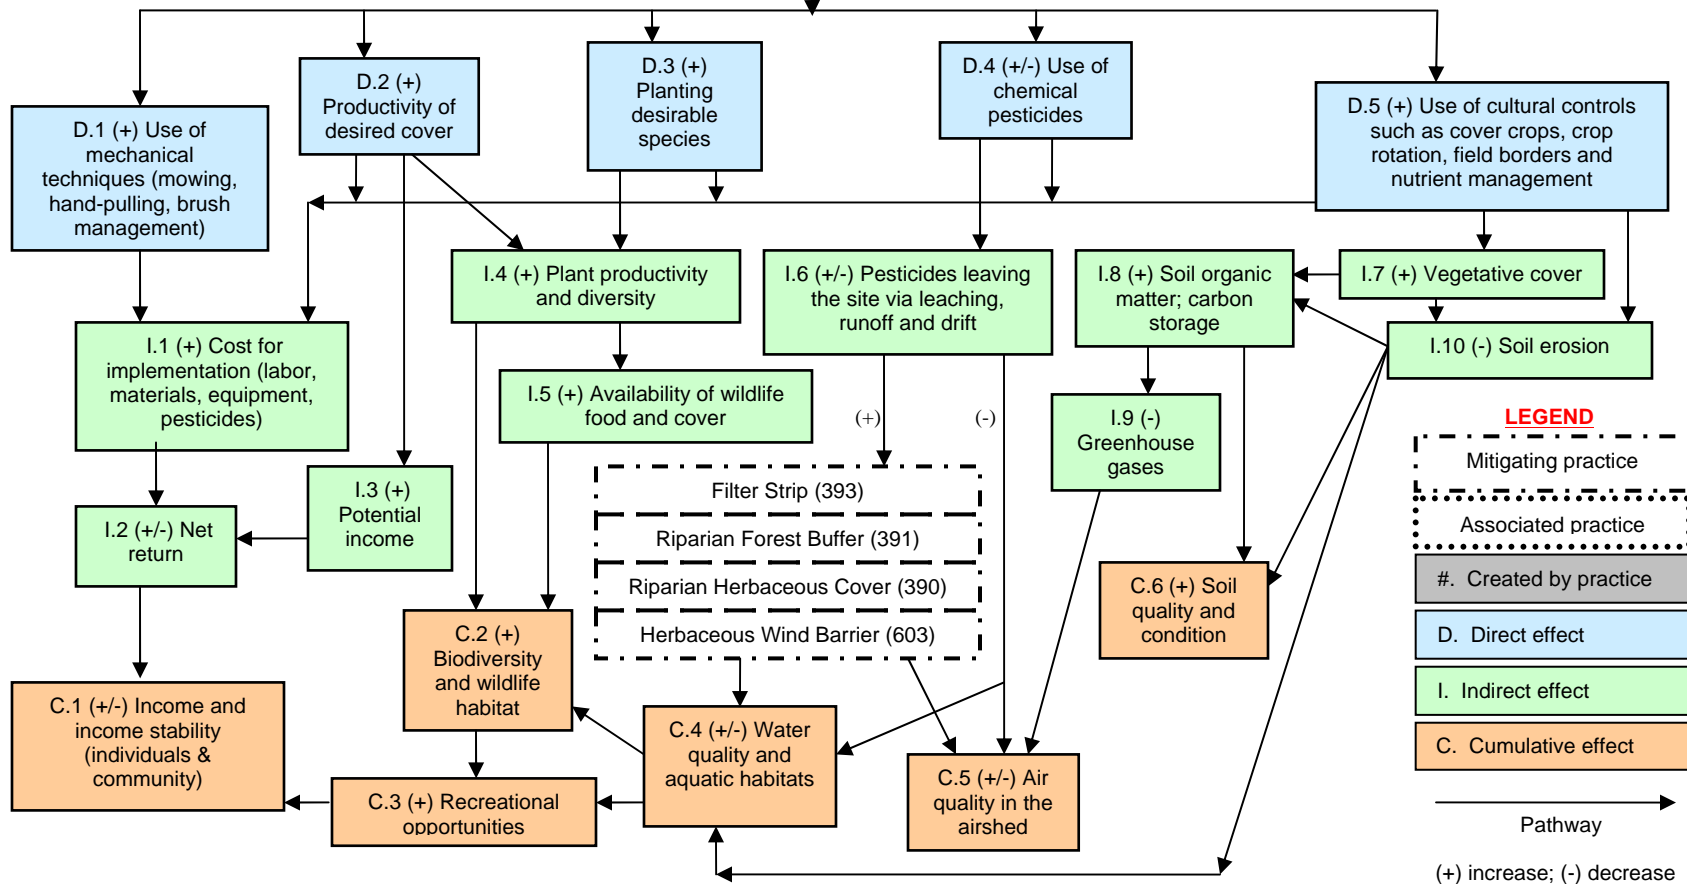 D.1 (+) Use of
mechanical
techniques (mowing,
hand-pulling, brush
management)
D.2 (+)
Productivity of
desired cover
D.3 (+)
Planting
desirable
species
D.4 (+/-) Use of
chemical
pesticides
D.5 (+) Use of cultural controls
such as cover crops, crop
rotation, field borders and
nutrient management
I.4 (+) Plant productivity
and diversity
I.6 (+/-) Pesticides leaving
the site via leaching,
runoff and drift
I.8 (+) Soil organic
matter; carbon
storage
I.7 (+) Vegetative cover
I.1 (+) Cost for
implementation (labor,
materials, equipment,
pesticides)
I.10 (-) Soil erosion
I.5 (+) Availability of wildlife
food and cover
(+)
(-)
I.9 (-)
Greenhouse
gases
I.3 (+)
Potential
income
I.2 (+/-) Net
return
Filter Strip (393)
Riparian Forest Buffer (391)
Riparian Herbaceous Cover (390)
Herbaceous Wind Barrier (603)
C.6 (+) Soil
quality and
condition
C.2 (+)
Biodiversity
and wildlife
habitat
C.1 (+/-) Income and
income stability
(individuals &
community)
C.4 (+/-) Water
quality and
aquatic habitats
C.5 (+/-) Air
quality in the
airshed
C.3 (+) Recreational
opportunities
LEGEND
Mitigating practice
Associated practice
#. Created by practice
D. Direct effect
I. Indirect effect
C. Cumulative effect
Pathway
(+) increase; (-) decrease